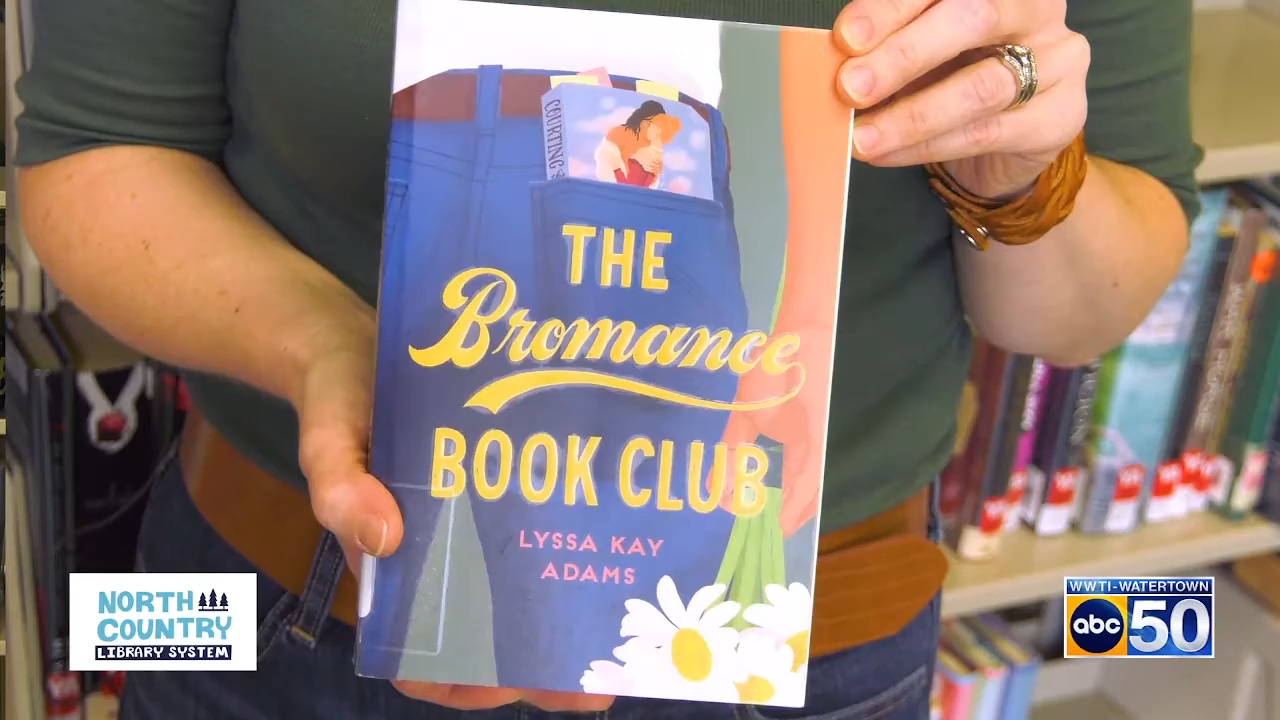 COURTING
THE
Bromance
BOOK CLUB
LYSSA KAY
ADAMS
NORTH
COUNTRY
LIBRARY SYSTEM
WWTI-WATERTOWN
abc 50